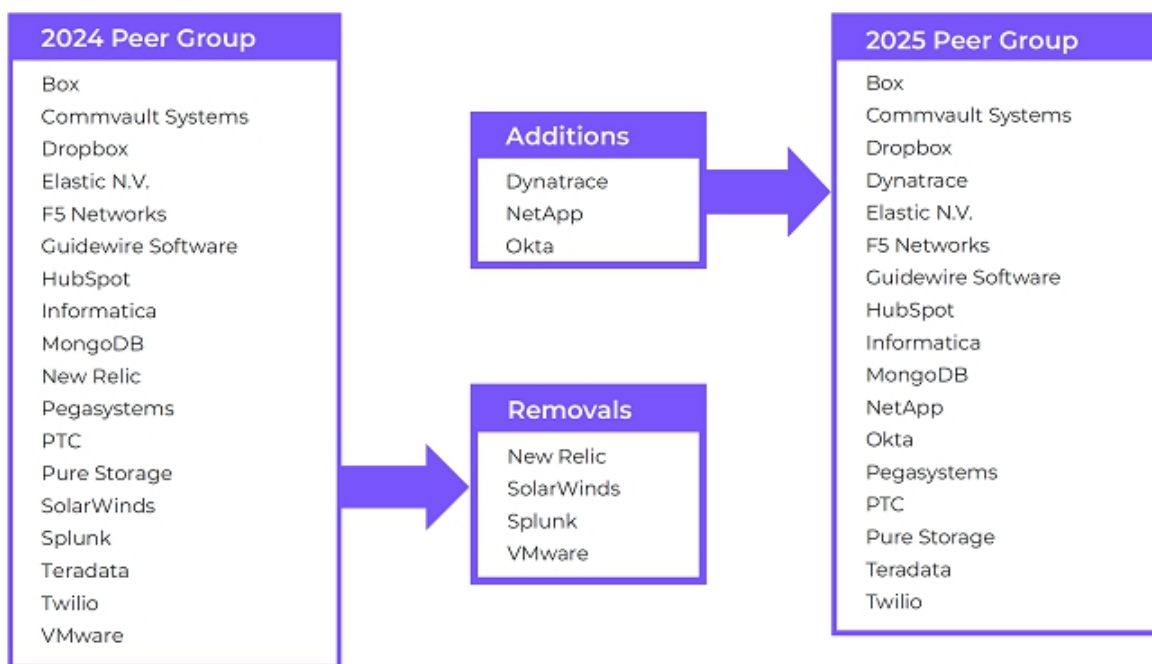 2024 Peer Group
Box
Commvault Systems
Dropbox
Elastic N.V.
F5 Networks
Guidewire Software
HubSpot
Informatica
MongoDB
New Relic
Pegasystems
PTC
Pure Storage
SolarWinds
Splunk
Teradata
Twilio
VMware
Additions
Dynatrace
NetApp
Okta
Removals
New Relic
SolarWinds
Splunk
VMware
2025 Peer Group
Box
Commvault Systems
Dropbox
Dynatrace
Elastic N.V.
F5 Networks
Guidewire Software
HubSpot
Informatica
MongoDB
NetApp
Okta
Pegasystems
PTC
Pure Storage
Teradata
Twilio